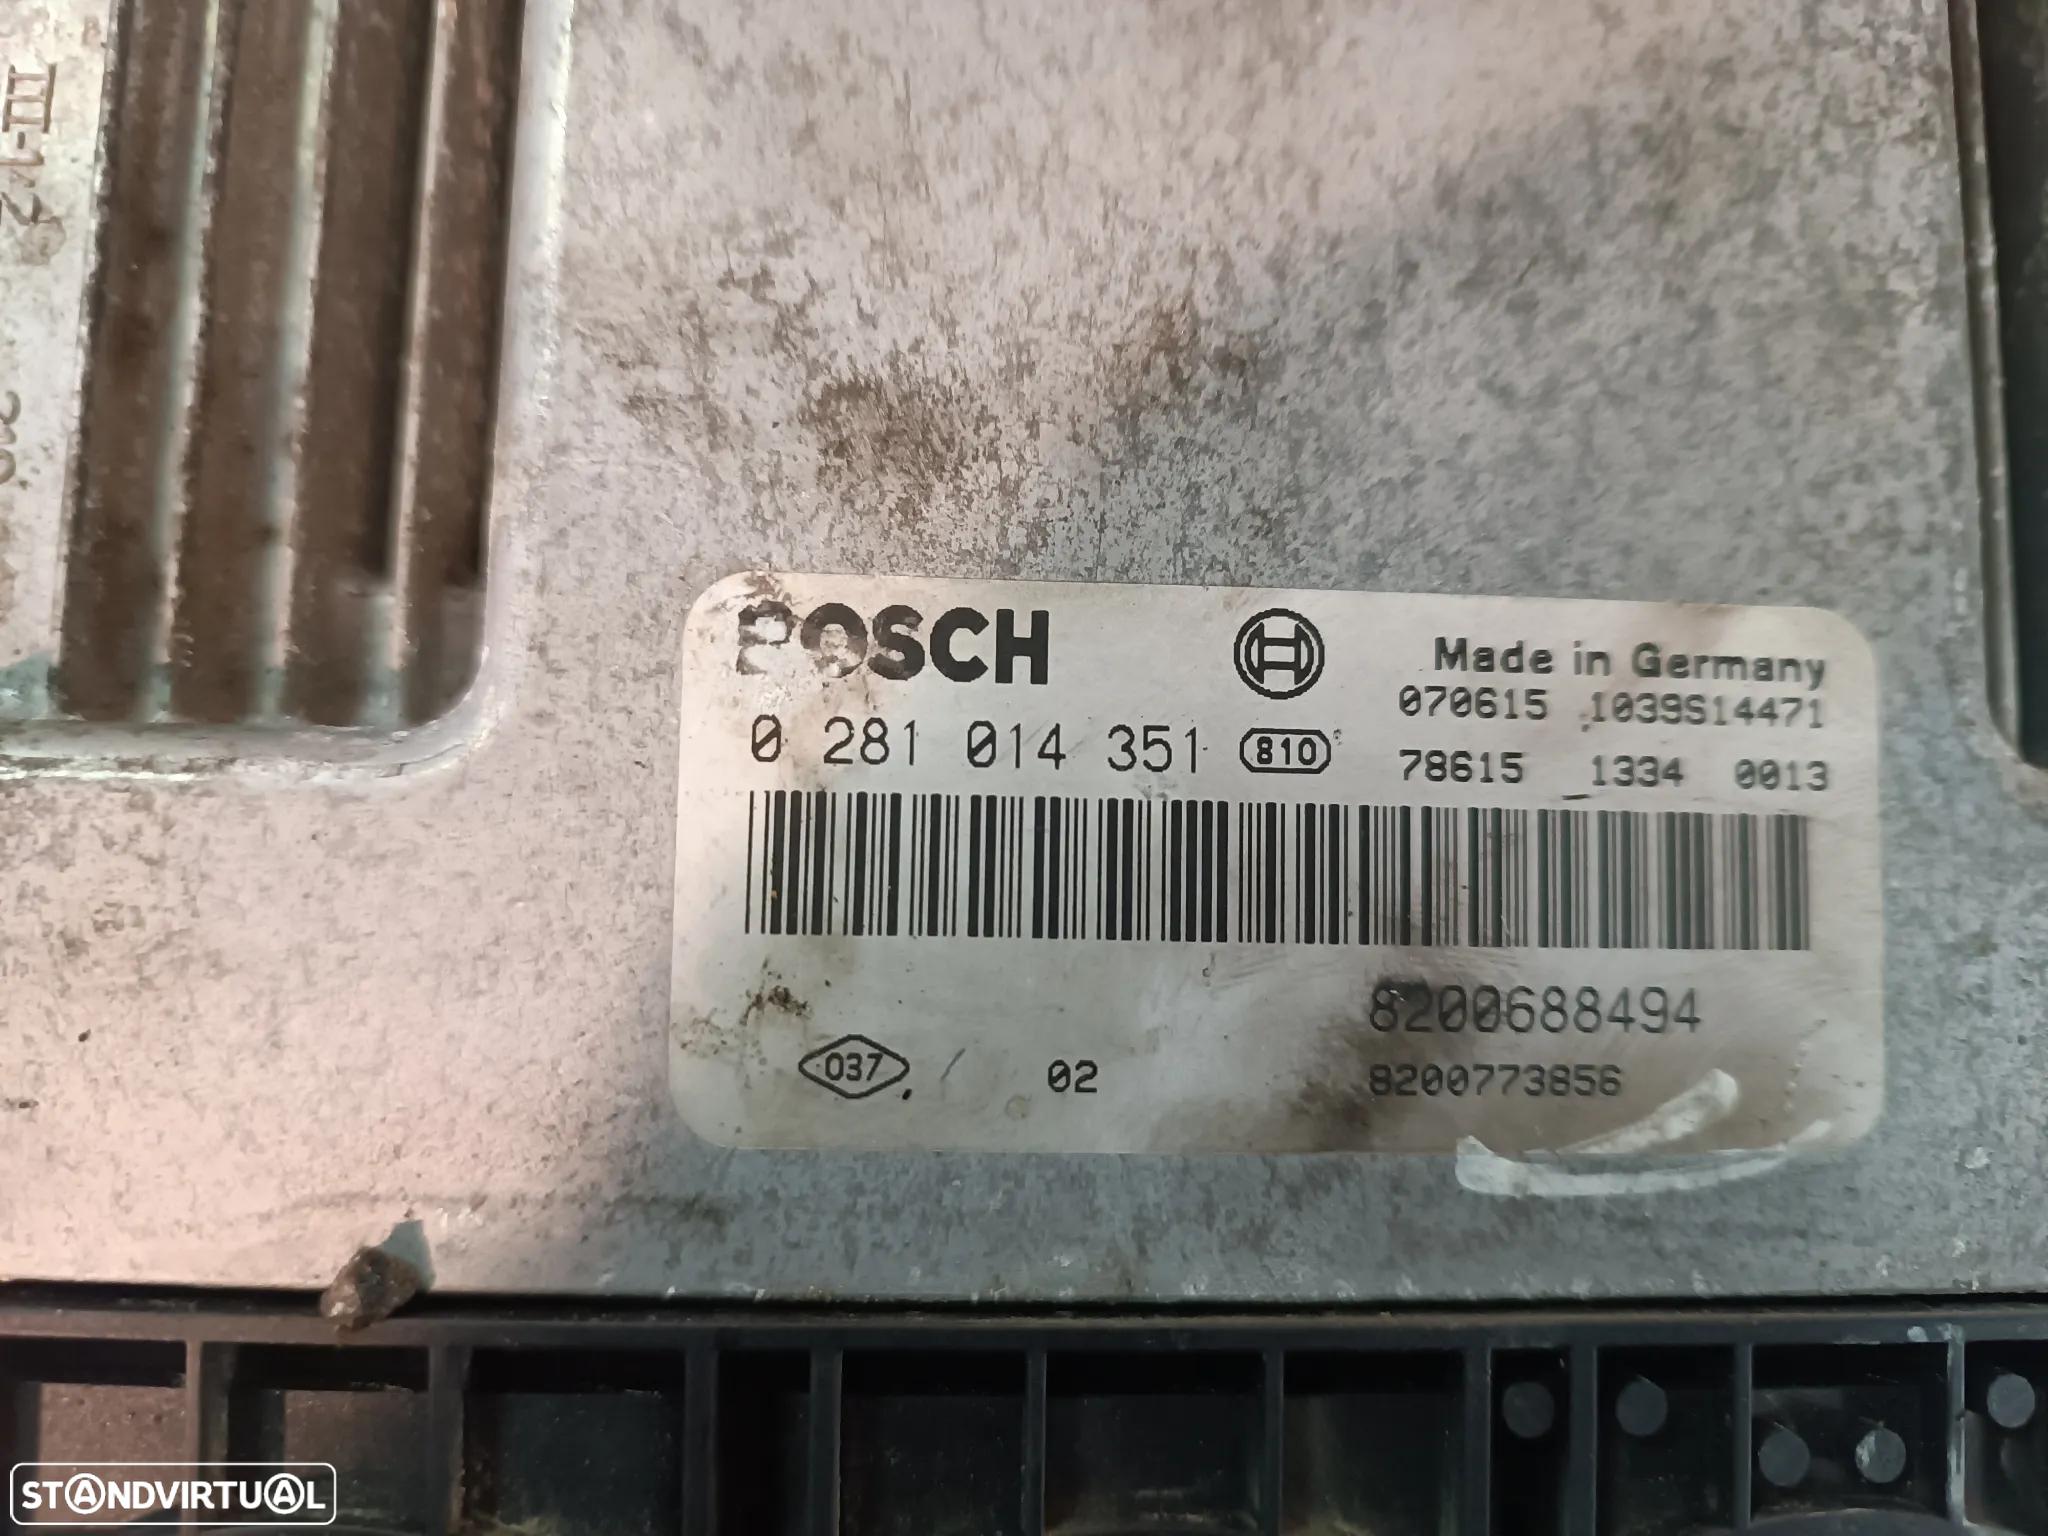 BOSCH
Made in Germany
070615 1039S14471
0 281 014 351 810
78615 1334 0013
8200688494
037 02
8200773856
STANDVIRTUAL